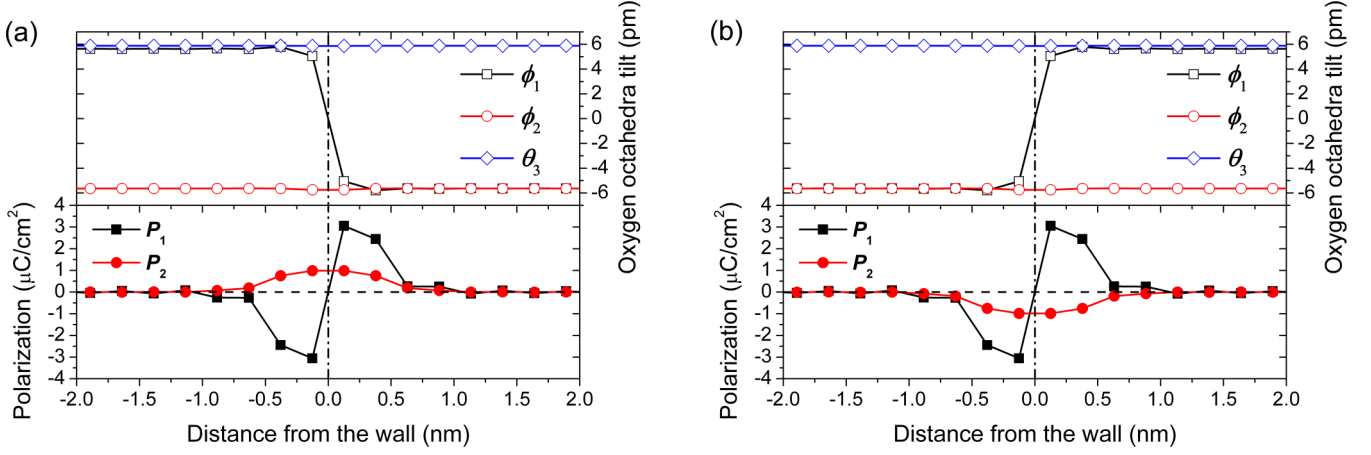 (a)
6
4
2
0
-2
-4
-6
Oxygen octahedra tilt (pm)
ϕ1
ϕ2
θ3
4
3
2
1
0
-1
-2
-3
-4
Polarization (μC/cm2)
P1
P2
-2.0 -1.5 -1.0 -0.5 0.0 0.5 1.0 1.5 2.0
Distance from the wall (nm)
(b)
6
4
2
0
-2
-4
-6
Oxygen octahedra tilt (pm)
ϕ1
ϕ2
θ3
4
3
2
1
0
-1
-2
-3
-4
Polarization (μC/cm2)
P1
P2
-2.0 -1.5 -1.0 -0.5 0.0 0.5 1.0 1.5 2.0
Distance from the wall (nm)